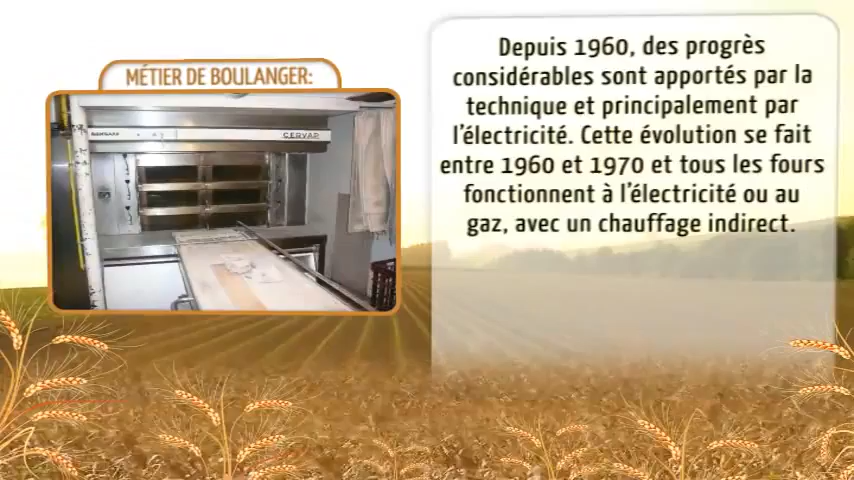 MÉTIER DE BOULANGER:
CERVAP
Depuis 1960, des progrès
considérables sont apportés par la
technique et principalement par
l'électricité. Cette évolution se fait
entre 1960 et 1970 et tous les fours
fonctionnent à l'électricité ou au
gaz, avec un chauffage indirect.